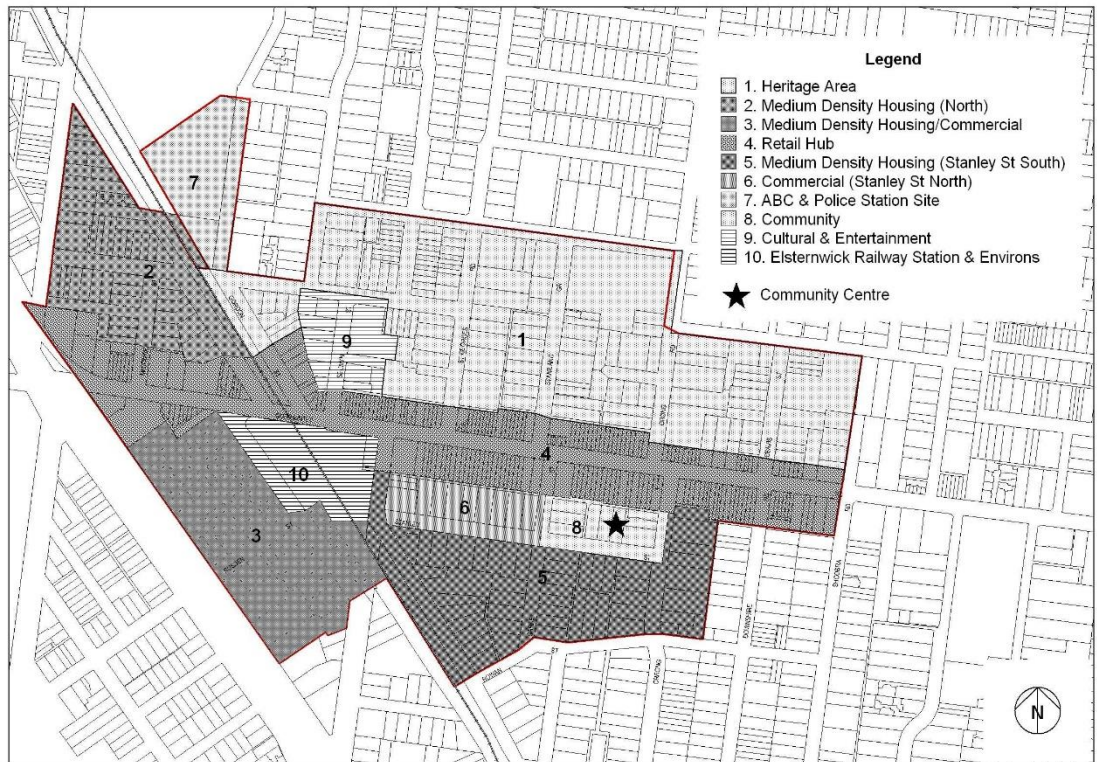 Legend
1. Heritage Area
2. Medium Density Housing (North)
3. Medium Density Housing/Commercial
4. Retail Hub
5. Medium Density Housing (Stanley St South)
6. Commercial (Stanley St North)
7. ABC & Police Station Site
8. Community
9. Cultural & Entertainment
10. Elsternwick Railway Station & Environs
Community Centre
7
2
9
1
4
10
6
8
3
5
N